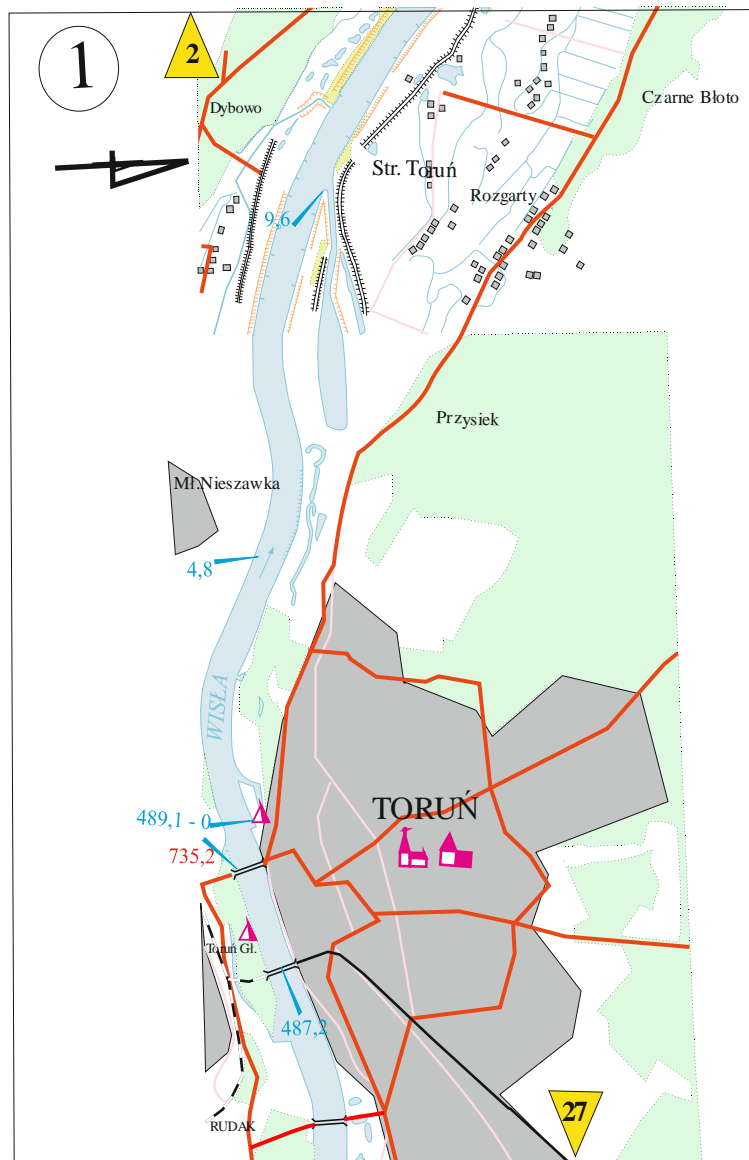 1
2
Dybowo
Czarne Błoto
Str. Toruń
Rozgarty
9,6
Przysiek
Mł.Nieszawka
4,8
WISŁA
TORUŃ
489,1 - 0
735,2
Toruń Gł.
487,2
27
RUDAK